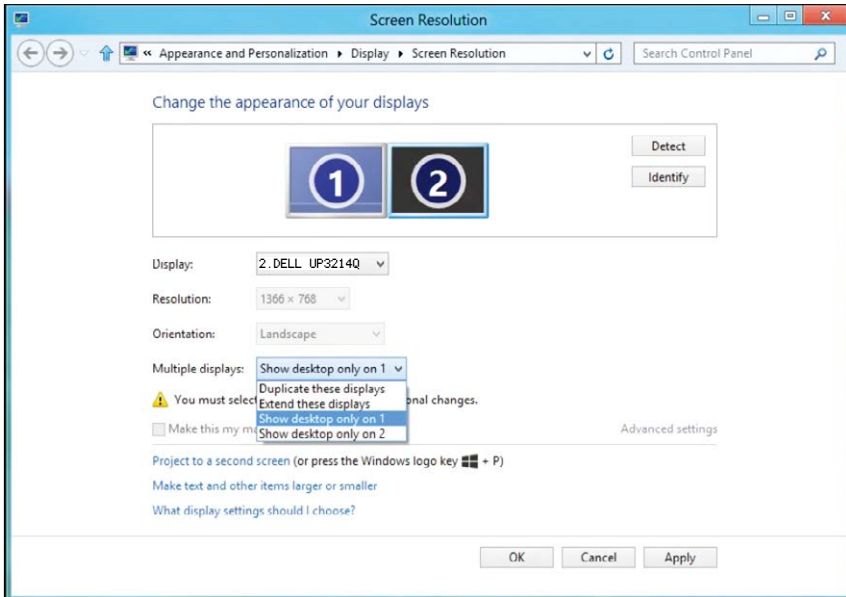 Screen Resolution
« Appearance and Personalization Display Screen Resolution Search Control Panel
Change the appearance of your displays
1 2
Detect
Identify
Display: 2.DELL UP3214Q
Resolution: 1366 × 768
Orientation: Landscape
Multiple displays: Show desktop only on 1
Duplicate these displays
Extend these displays
Show desktop only on 1
Show desktop only on 2
You must selec onal changes.
Make this my m Advanced settings
Project to a second screen (or press the Windows logo key + P)
Make text and other items larger or smaller
What display settings should I choose?
OK Cancel Apply